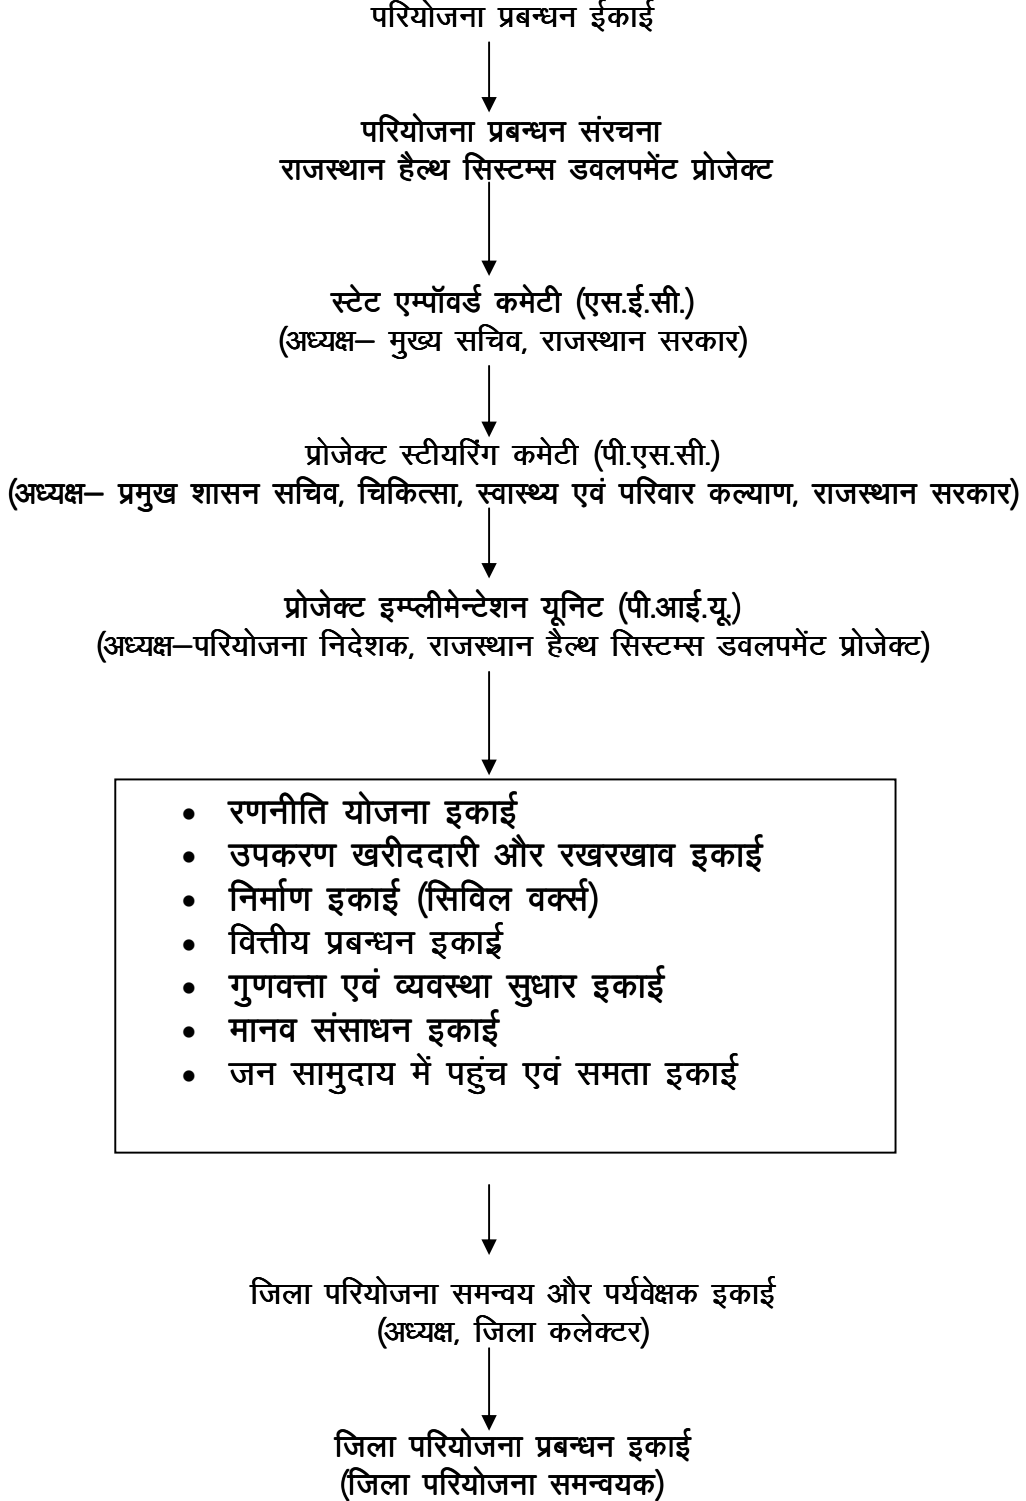 परियोजना प्रबन्धन ईकाई
परियोजना प्रबन्धन संरचना
राजस्थान हैल्थ सिस्टम्स डवलपमेंट प्रोजेक्ट
स्टेट एम्पॉवर्ड कमेटी (एस.ई.सी.)
(अध्यक्ष– मुख्य सचिव, राजस्थान सरकार)
प्रोजेक्ट स्टीयरिंग कमेटी (पी.एस.सी.)
(अध्यक्ष– प्रमुख शासन सचिव, चिकित्सा, स्वास्थ्य एवं परिवार कल्याण, राजस्थान सरकार)
प्रोजेक्ट इम्प्लीमेन्टेशन यूनिट (पी.आई.यू.)
(अध्यक्ष–परियोजना निदेशक, राजस्थान हैल्थ सिस्टम्स डवलपमेंट प्रोजेक्ट)
• रणनीति योजना इकाई
• उपकरण खरीददारी और रखरखाव इकाई
• निर्माण इकाई (सिविल वर्क्स)
• वित्तीय प्रबन्धन इकाई
• गुणवत्ता एवं व्यवस्था सुधार इकाई
• मानव संसाधन इकाई
• जन सामुदाय में पहुंच एवं समता इकाई
जिला परियोजना समन्वय और पर्यवेक्षक इकाई
(अध्यक्ष, जिला कलेक्टर)
जिला परियोजना प्रबन्धन इकाई
(जिला परियोजना समन्वयक)